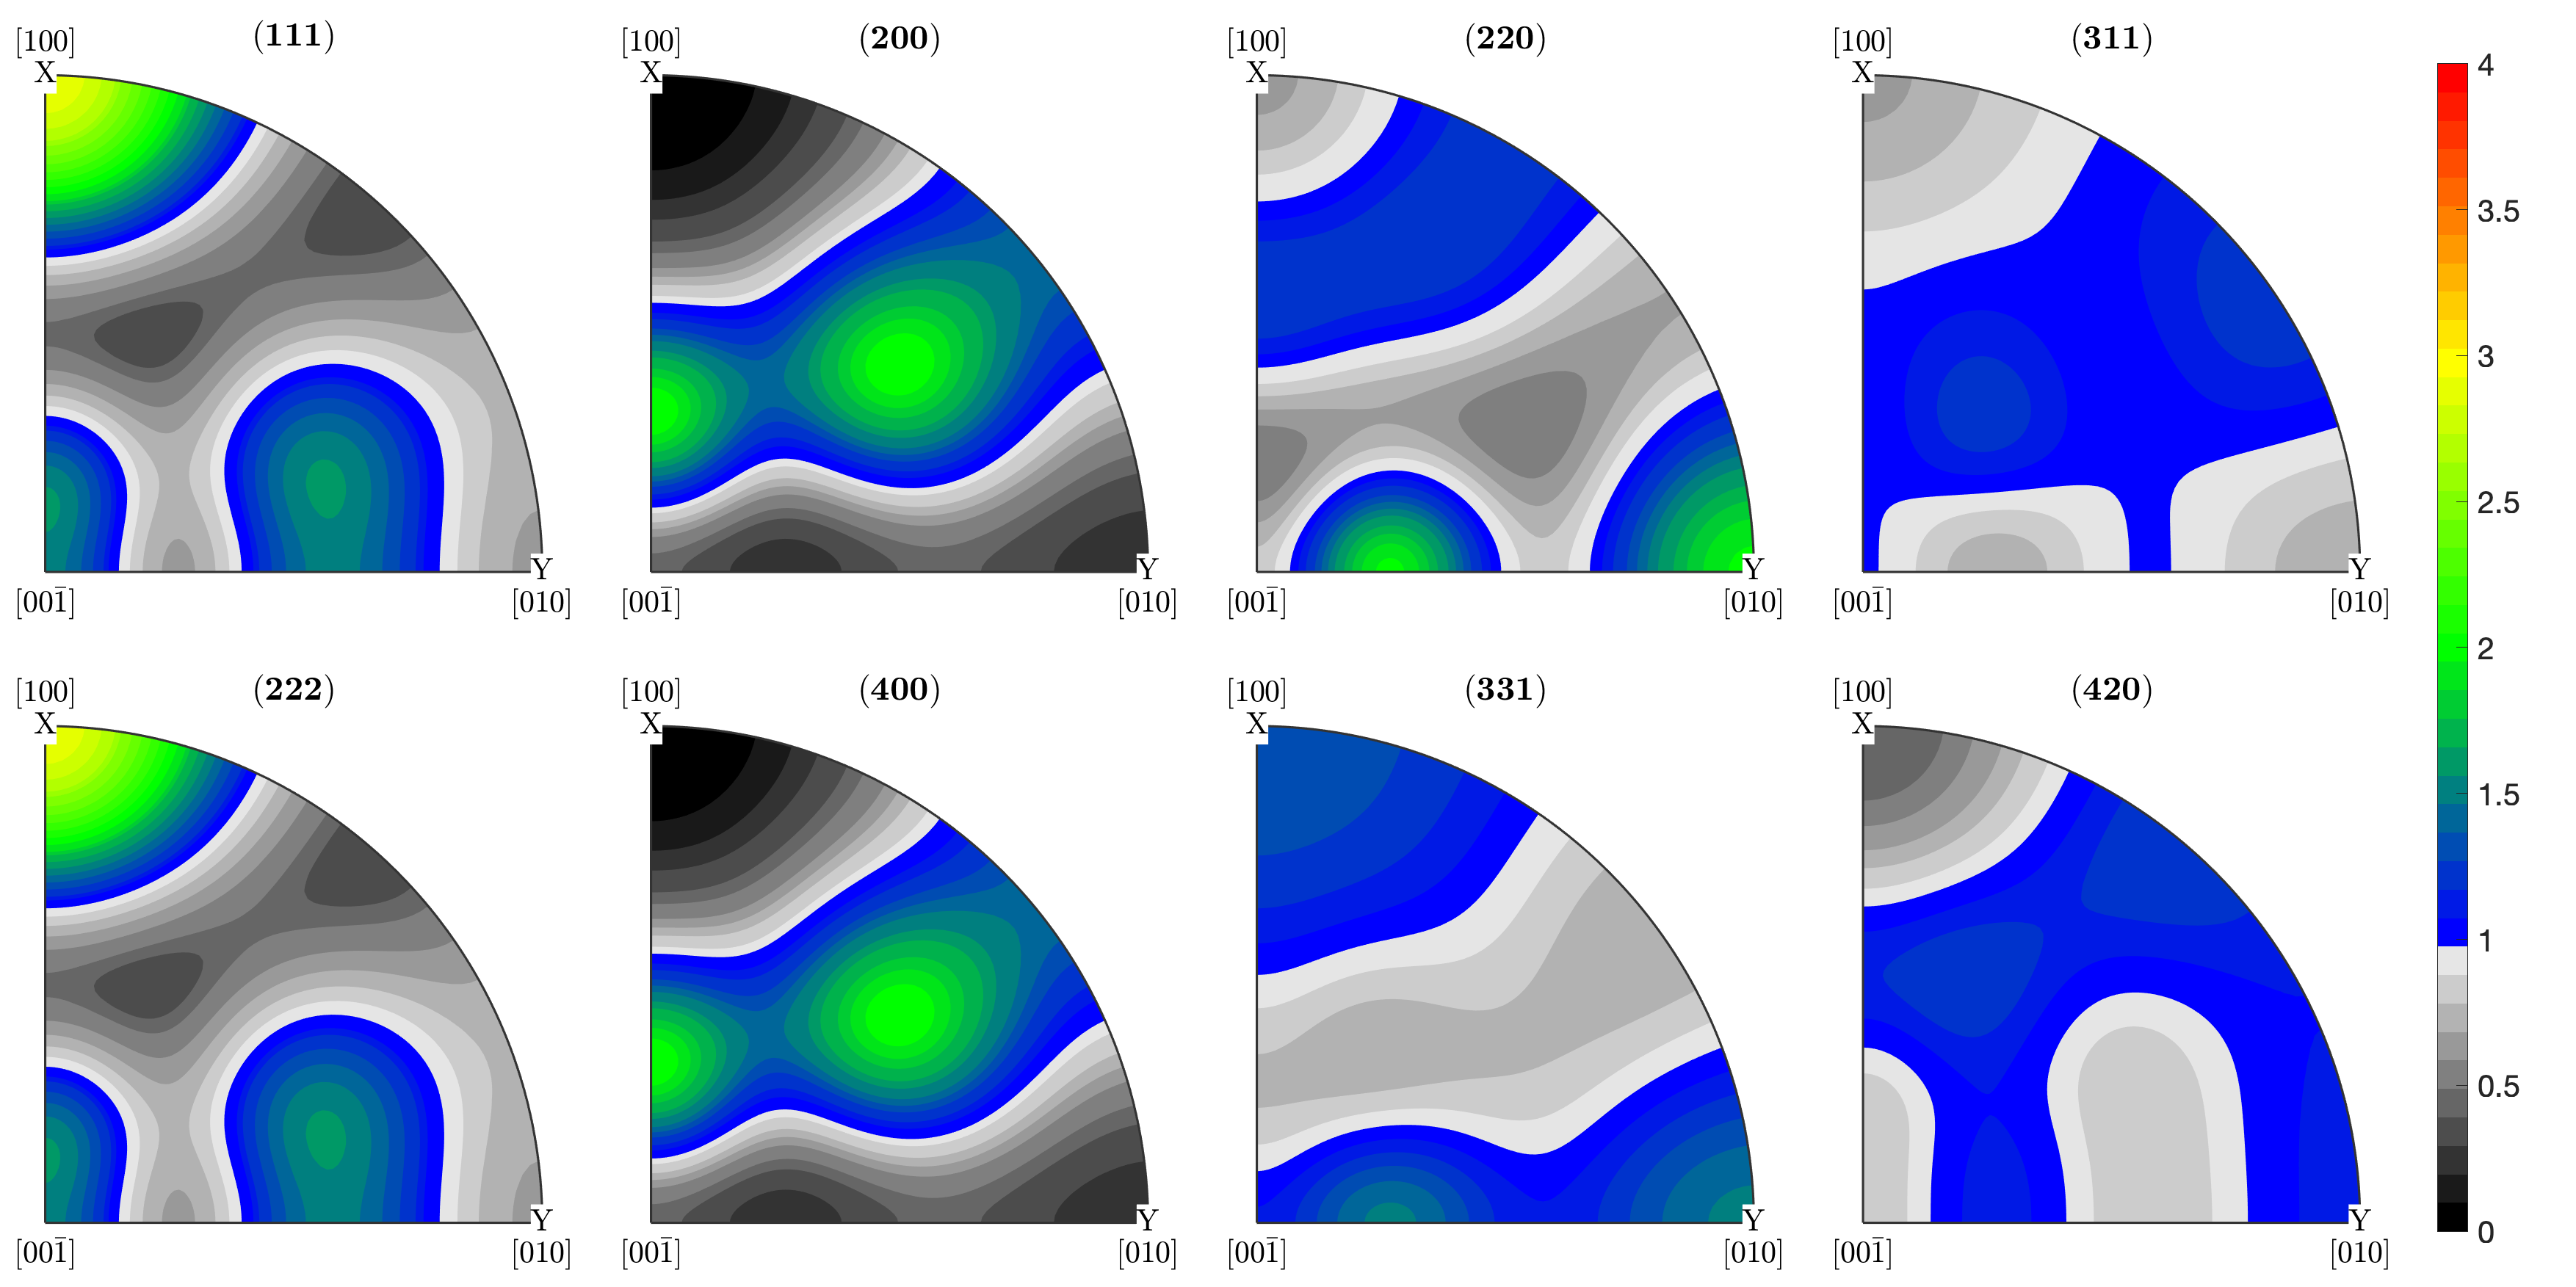 (111) (200) (220) (311)
[100] [100] [100] [100]
X X X X
Y Y Y Y
[001̄] [010] [001̄] [010] [001̄] [010] [001̄] [010]
(222) (400) (331) (420)
[100] [100] [100] [100]
X X X X
Y Y Y Y
[001̄] [010] [001̄] [010] [001̄] [010] [001̄] [010]
4
3.5
3
2.5
2
1.5
1
0.5
0